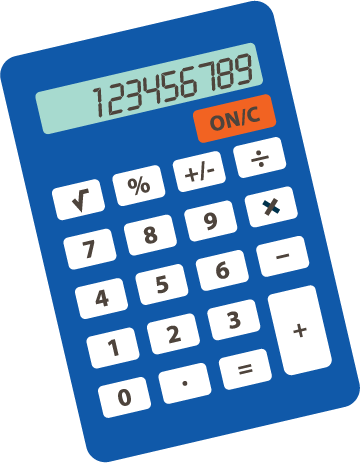 123456789
ON/C
√ % +/- ÷
7 8 9 ×
4 5 6 −
1 2 3 +
0 . =